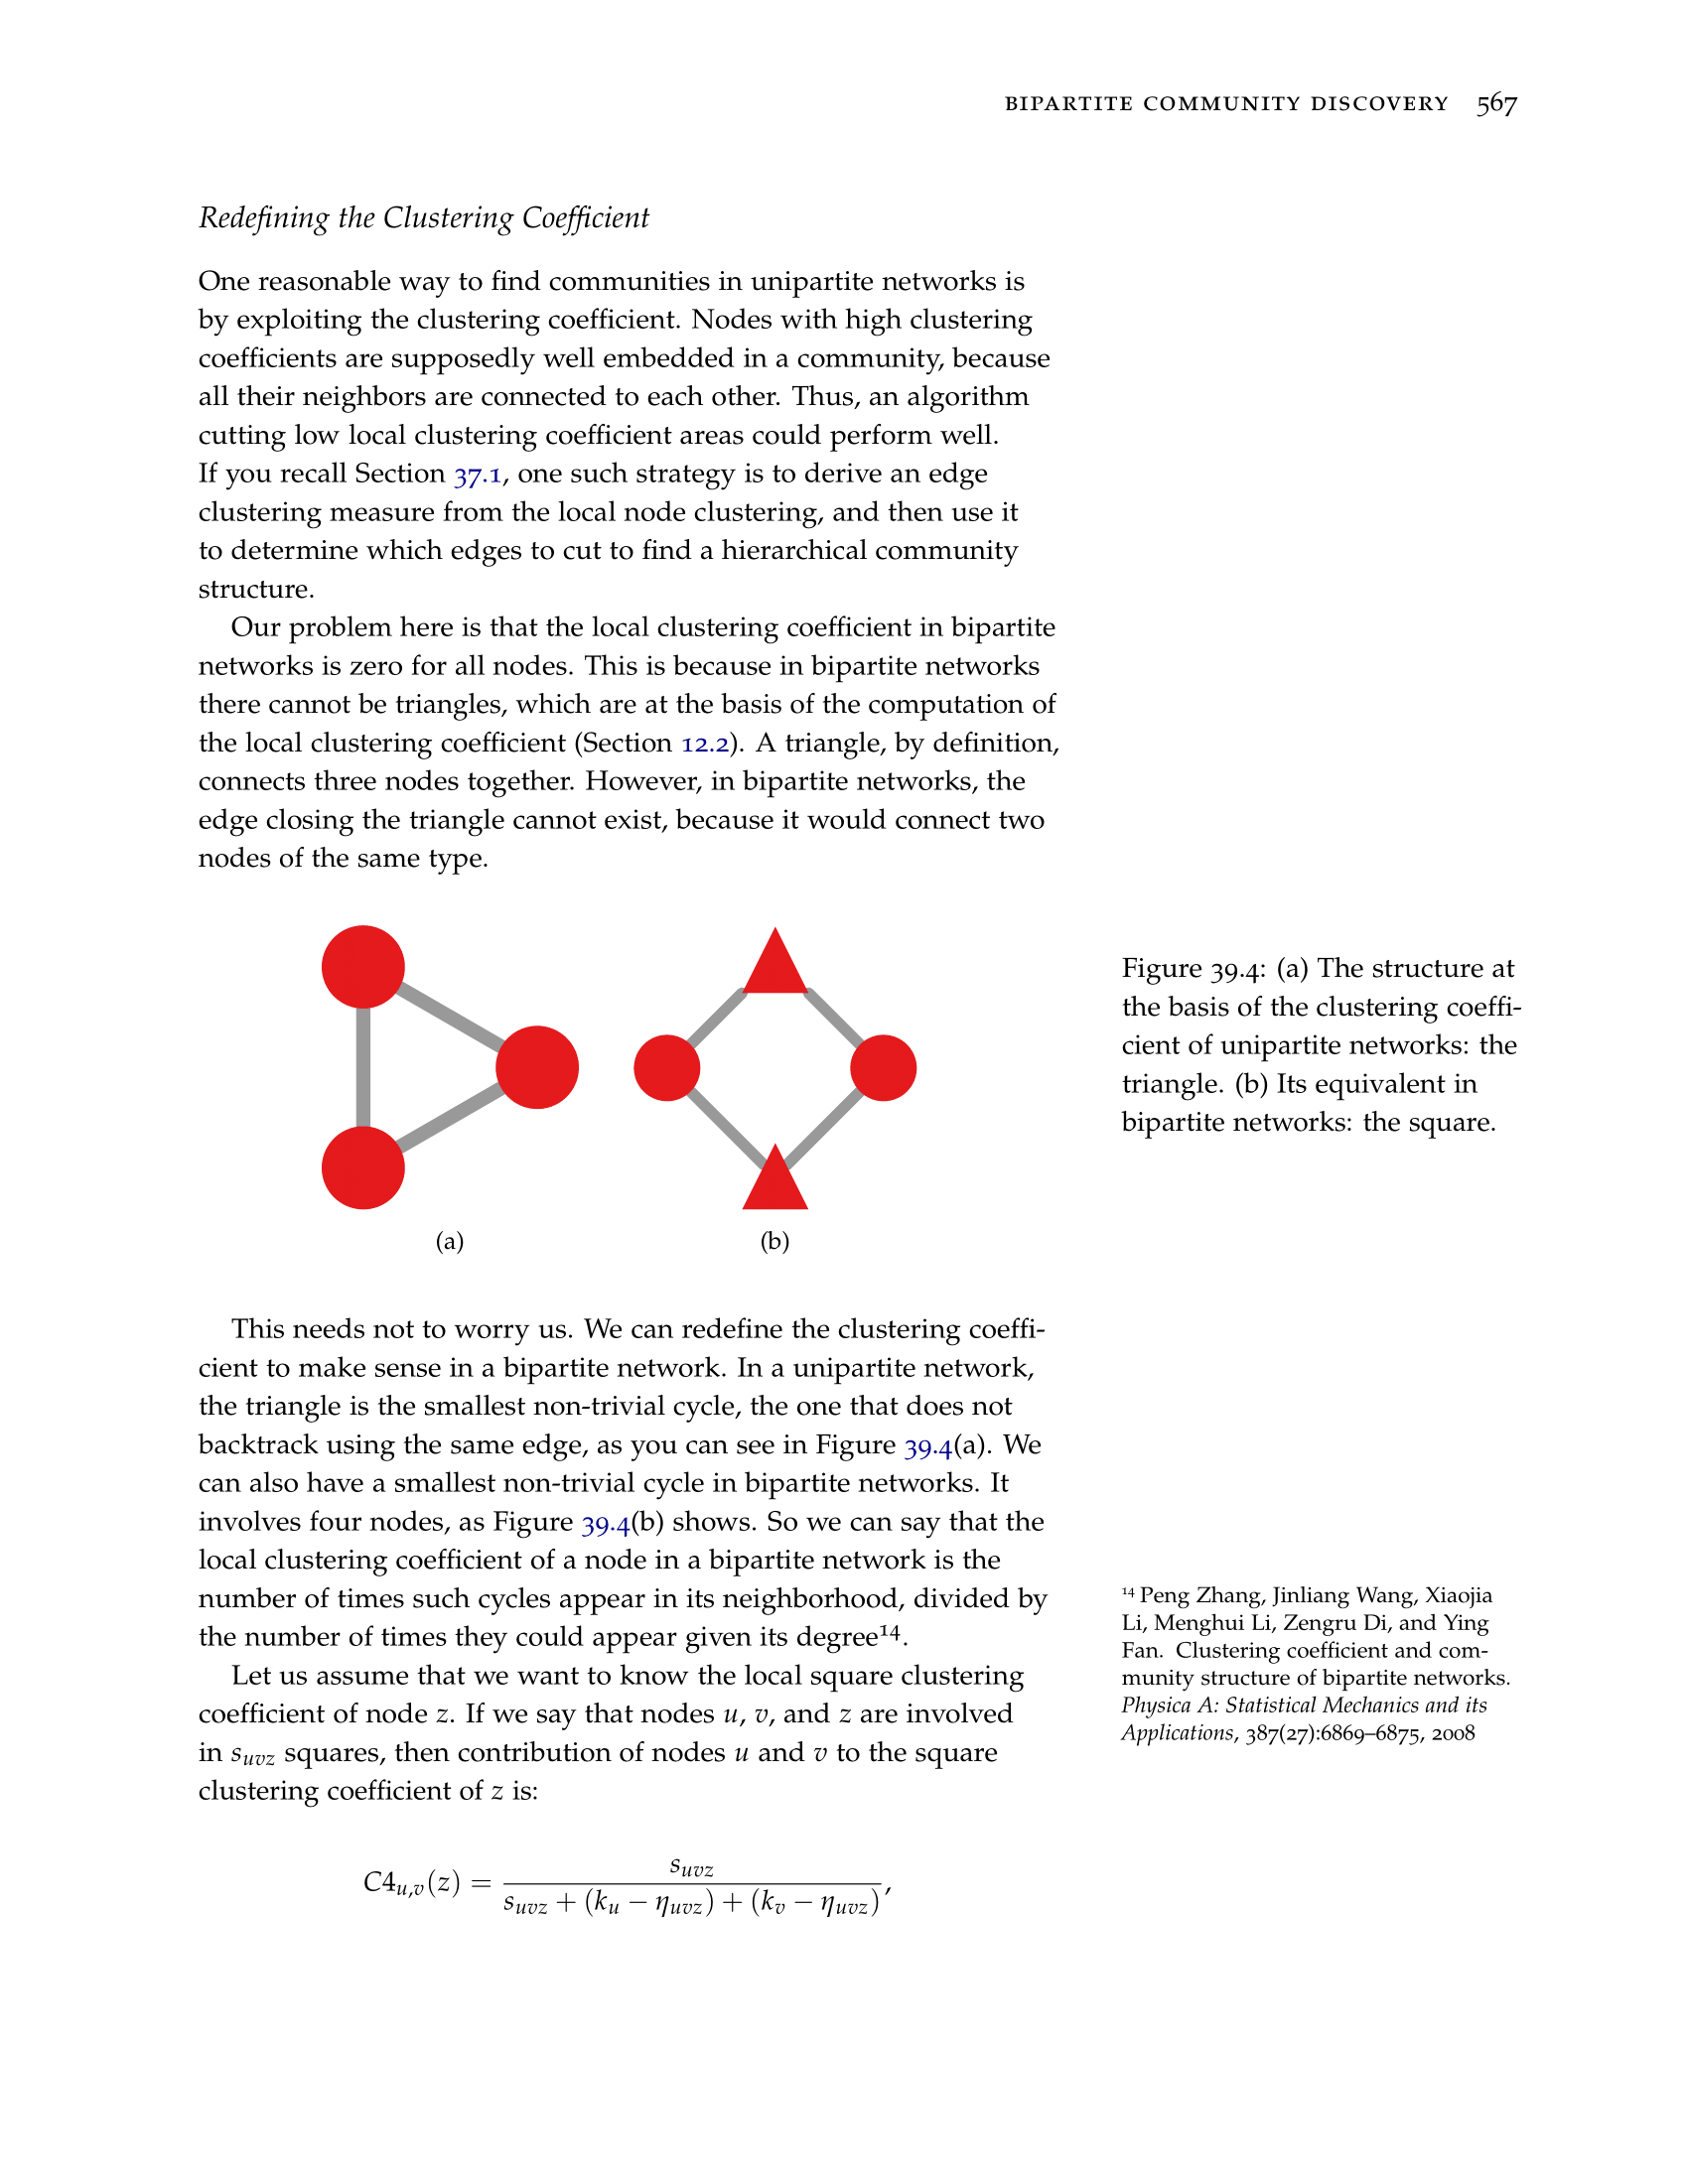 BIPARTITE COMMUNITY DISCOVERY 567
Redefining the Clustering Coefficient
One reasonable way to find communities in unipartite networks is
by exploiting the clustering coefficient. Nodes with high clustering
coefficients are supposedly well embedded in a community, because
all their neighbors are connected to each other. Thus, an algorithm
cutting low local clustering coefficient areas could perform well.
If you recall Section 37.1, one such strategy is to derive an edge
clustering measure from the local node clustering, and then use it
to determine which edges to cut to find a hierarchical community
structure.
Our problem here is that the local clustering coefficient in bipartite
networks is zero for all nodes. This is because in bipartite networks
there cannot be triangles, which are at the basis of the computation of
the local clustering coefficient (Section 12.2). A triangle, by definition,
connects three nodes together. However, in bipartite networks, the
edge closing the triangle cannot exist, because it would connect two
nodes of the same type.
(a) (b)
Figure 39.4: (a) The structure at
the basis of the clustering coeffi-
cient of unipartite networks: the
triangle. (b) Its equivalent in
bipartite networks: the square.
This needs not to worry us. We can redefine the clustering coeffi-
cient to make sense in a bipartite network. In a unipartite network,
the triangle is the smallest non-trivial cycle, the one that does not
backtrack using the same edge, as you can see in Figure 39.4(a). We
can also have a smallest non-trivial cycle in bipartite networks. It
involves four nodes, as Figure 39.4(b) shows. So we can say that the
local clustering coefficient of a node in a bipartite network is the
number of times such cycles appear in its neighborhood, divided by
the number of times they could appear given its degree¹⁴.
Let us assume that we want to know the local square clustering
coefficient of node z. If we say that nodes u, v, and z are involved
in s_{uvz} squares, then contribution of nodes u and v to the square
clustering coefficient of z is:
C4_{u,v}(z) = \frac{s_{uvz}}{s_{uvz} + (k_u − η_{uvz}) + (k_v − η_{uvz})},
¹⁴ Peng Zhang, Jinliang Wang, Xiaojia
Li, Menghui Li, Zengru Di, and Ying
Fan. Clustering coefficient and com-
munity structure of bipartite networks.
Physica A: Statistical Mechanics and its
Applications, 387(27):6869–6875, 2008